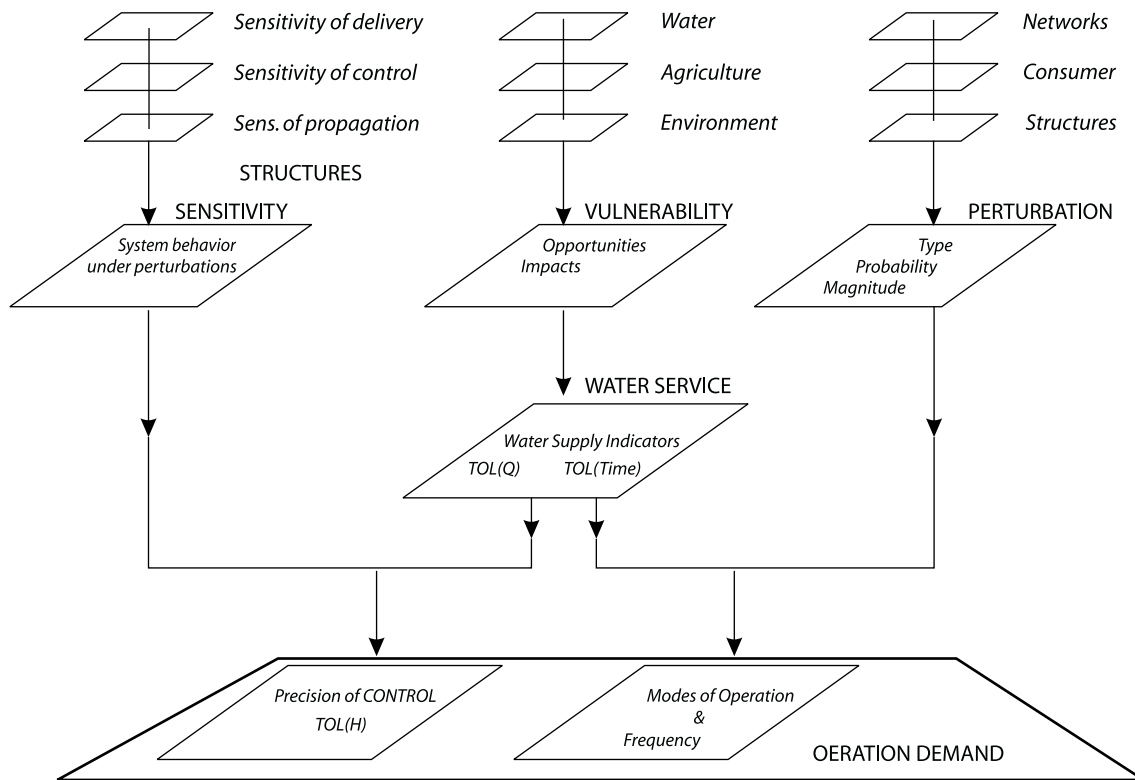 Sensitivity of delivery
Sensitivity of control
Sens. of propagation
STRUCTURES
SENSITIVITY
System behavior
under perturbations
Water
Agriculture
Environment
VULNERABILITY
Opportunities
Impacts
Networks
Consumer
Structures
PERTURBATION
Type
Probability
Magnitude
WATER SERVICE
Water Supply Indicators
TOL(Q) TOL(Time)
Precision of CONTROL
TOL(H)
Modes of Operation
&
Frequency
OERATION DEMAND